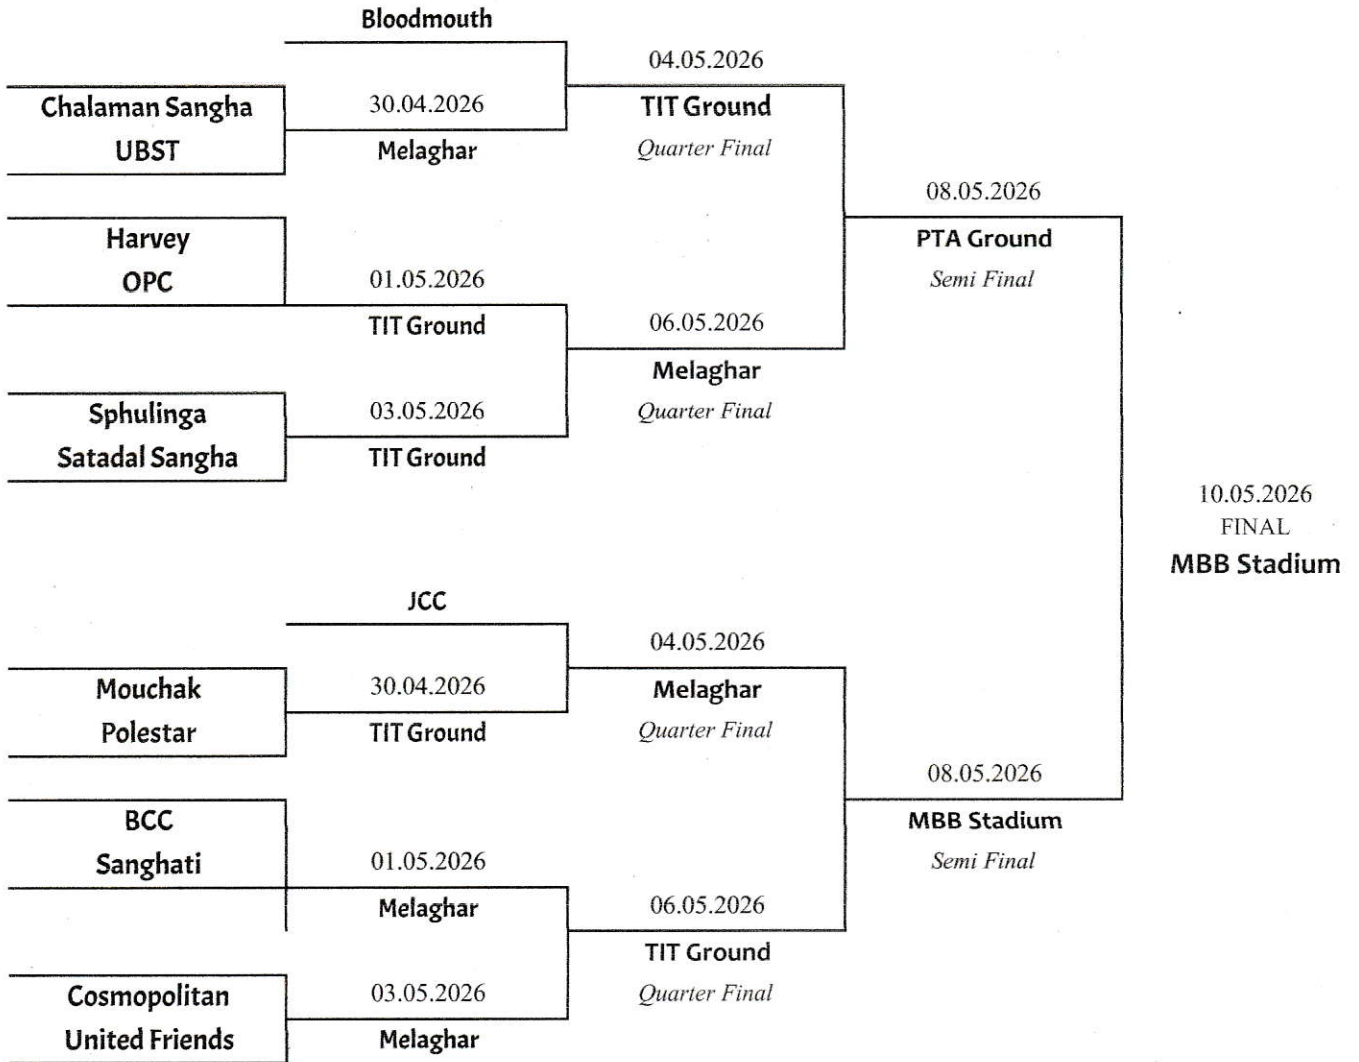 Bloodmouth
04.05.2026
Chalaman Sangha
30.04.2026
TIT Ground
UBST
Melaghar
Quarter Final
08.05.2026
Harvey
PTA Ground
OPC
01.05.2026
Semi Final
TIT Ground
06.05.2026
Melaghar
Sphulinga
03.05.2026
Quarter Final
Satadal Sangha
TIT Ground
10.05.2026
FINAL
MBB Stadium
JCC
04.05.2026
Mouchak
30.04.2026
Melaghar
Polestar
TIT Ground
Quarter Final
08.05.2026
BCC
MBB Stadium
Sanghati
01.05.2026
Semi Final
Melaghar
06.05.2026
TIT Ground
Cosmopolitan
03.05.2026
Quarter Final
United Friends
Melaghar